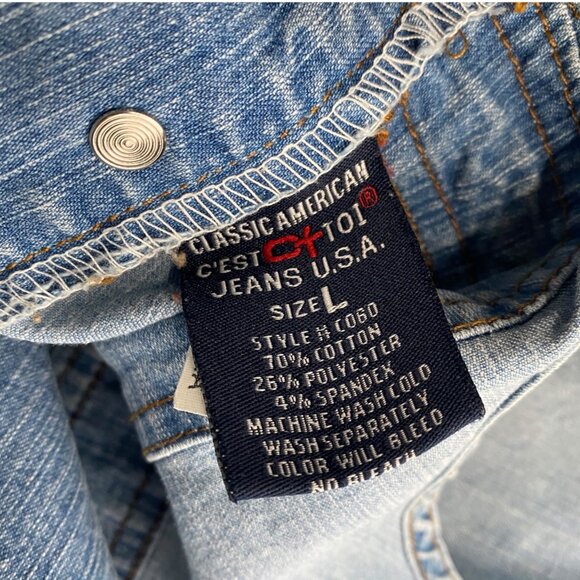 CLASSIC AMERICAN
C'EST CT TOI ®
JEANS U.S.A.
SIZE L
STYLE # C060
70% COTTON
26% POLYESTER
4% SPANDEX
MACHINE WASH COLD
WASH SEPARATELY
COLOR WILL BLEED
NO BLEACH